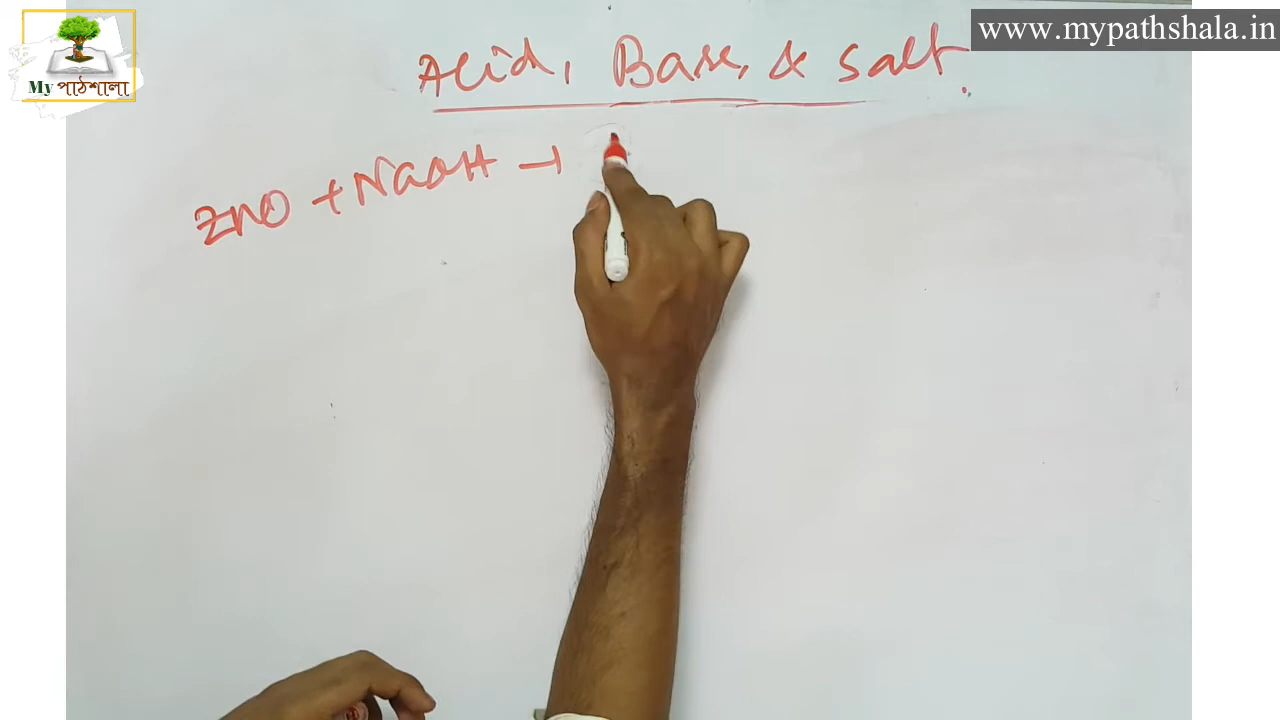 www.mypathshala.in
My পাঠশালা
Acid, Base, & Salt.
ZnO + NaOH →